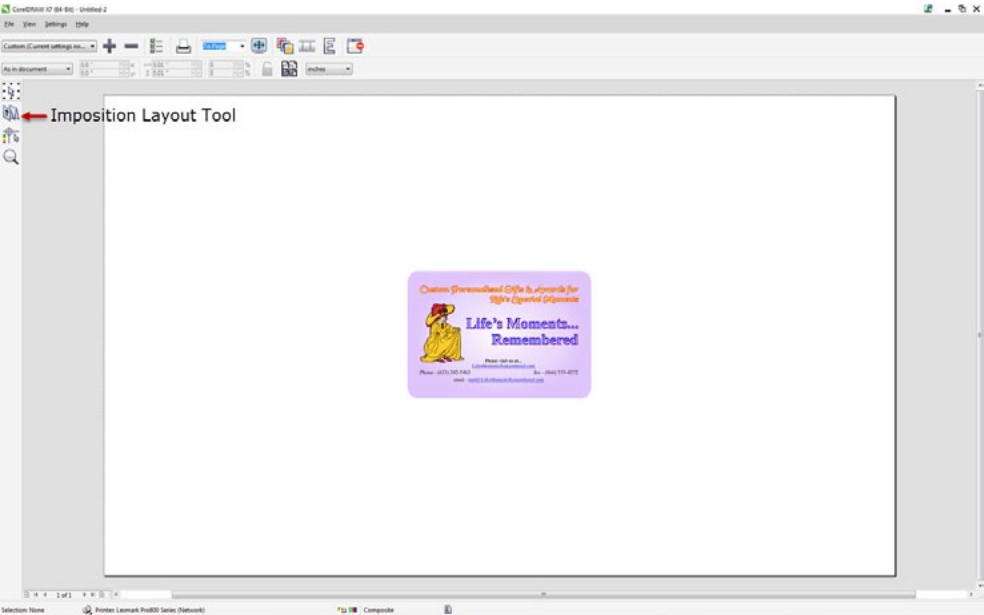 CorelDRAW X7 (64-Bit) - Untitled-2
File View Settings Help
Custom (Current settings no...
As in document
inches
Imposition Layout Tool
Custom Personalized Gifts & Awards for
Life's Special Moments
Life's Moments...
Remembered
Please visit us at...
LifesMomentsRemembered.com
Phone -
fax -
email -
1 of 1
Selection: None
Printer: Lexmark Pro800 Series (Network)
Composite